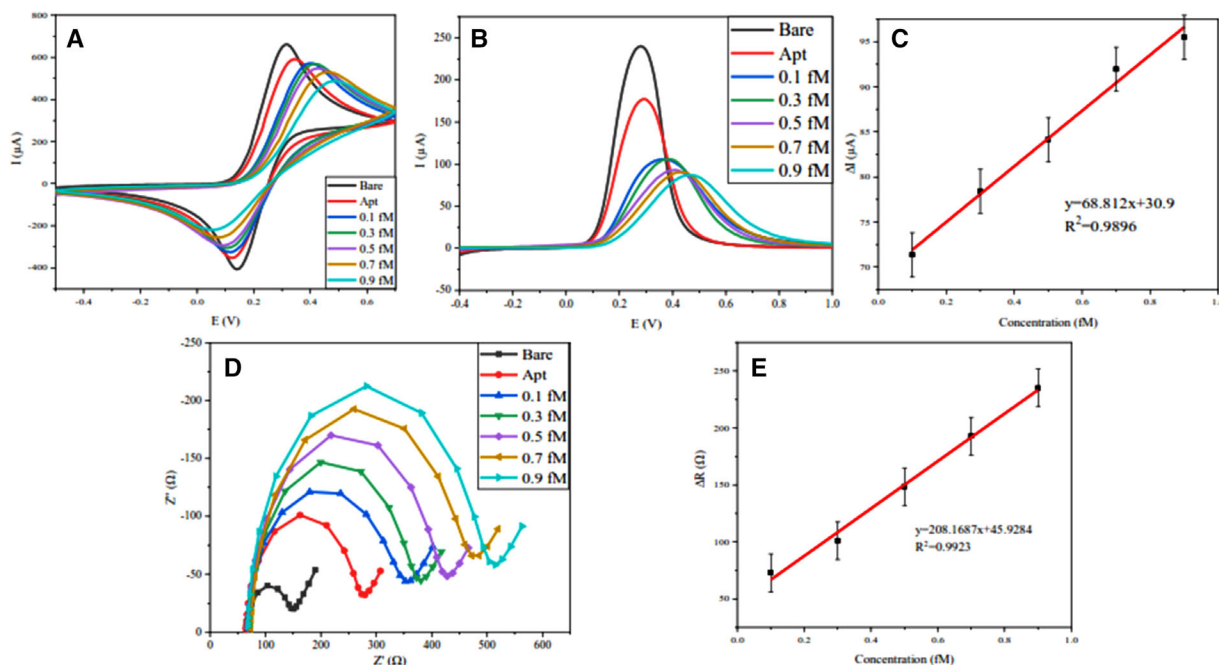 A
I (µA)
800
600
400
200
0
-200
-400
-0.4
-0.2
0.0
0.2
0.4
0.6
E (V)
Bare
Apt
0.1 fM
0.3 fM
0.5 fM
0.7 fM
0.9 fM
B
I (µA)
250
200
150
100
50
0
-50
-0.4
-0.2
0.0
0.2
0.4
0.6
0.8
1.0
E (V)
Bare
Apt
0.1 fM
0.3 fM
0.5 fM
0.7 fM
0.9 fM
C
ΔI (µA)
95
90
85
80
75
70
0.0
0.2
0.4
0.6
0.8
1.0
Concentration (fM)
y=68.812x+30.9
R²=0.9896
D
Z'' (Ω)
-250
-200
-150
-100
-50
0
0
100
200
300
400
500
600
Z' (Ω)
Bare
Apt
0.1 fM
0.3 fM
0.5 fM
0.7 fM
0.9 fM
E
ΔR (Ω)
250
200
150
100
50
0.0
0.2
0.4
0.6
0.8
1.0
Concentration (fM)
y=208.1687x+45.9284
R²=0.9923